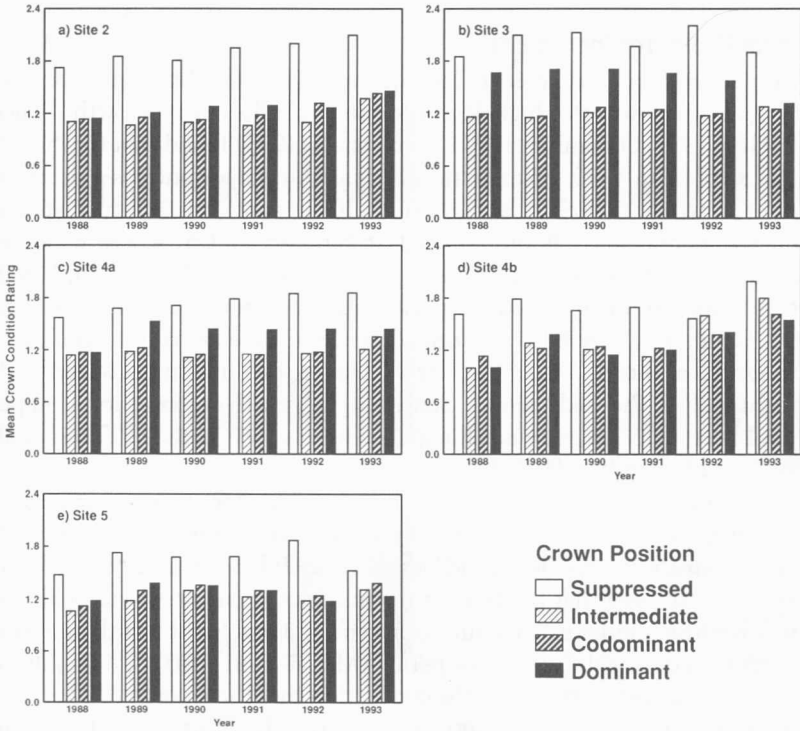 a) Site 2
2.4
1.8
1.2
0.6
0.0
1988 1989 1990 1991 1992 1993
b) Site 3
2.4
1.8
1.2
0.6
0.0
1988 1989 1990 1991 1992 1993
Mean Crown Condition Rating
c) Site 4a
2.4
1.8
1.2
0.6
0.0
1988 1989 1990 1991 1992 1993
d) Site 4b
2.4
1.8
1.2
0.6
0.0
1988 1989 1990 1991 1992 1993
Year
e) Site 5
2.4
1.8
1.2
0.6
0.0
1988 1989 1990 1991 1992 1993
Year
Crown Position
Suppressed
Intermediate
Codominant
Dominant